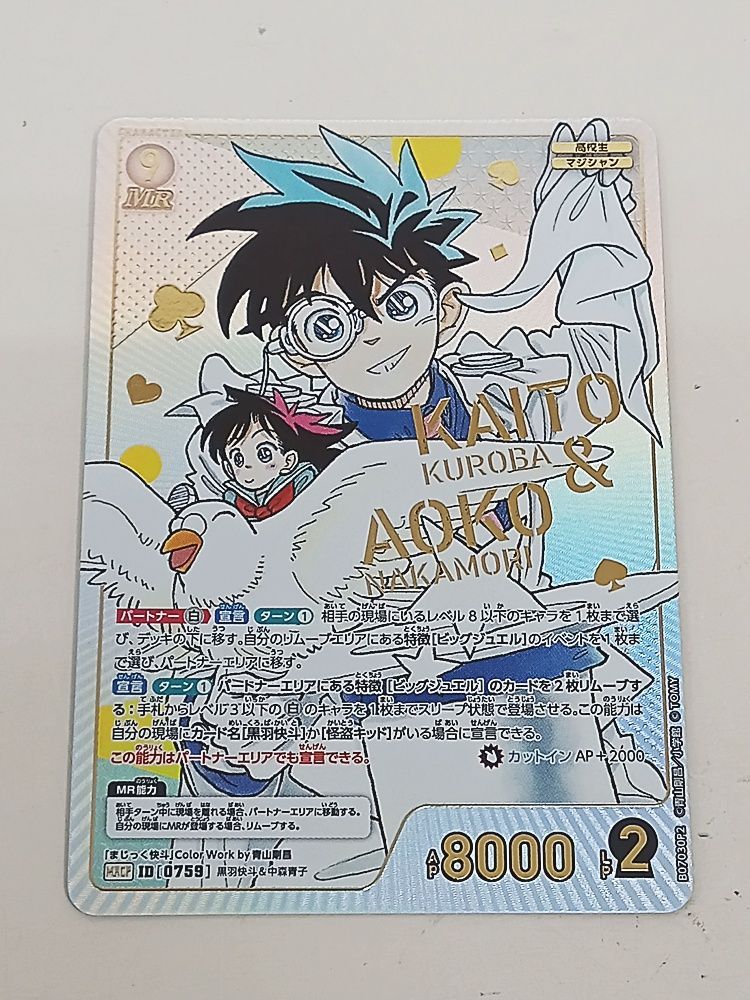 CHARACTER
9
MR
高校生
マジシャン
KAITO
KUROBA
&
AOKO
NAKAMORI
パートナー 白 宣言 ターン① 相手の現場にいるレベル8以下のキャラを1枚まで選
び、デッキの下に移す。自分のリムーブエリアにある特徴[ビッグジュエル]のイベントを1枚ま
で選び、パートナーエリアに移す。
宣言 ターン① パートナーエリアにある特徴[ビッグジュエル]のカードを2枚リムーブす
る:手札からレベル3以下の白のキャラを1枚までスリープ状態で登場させる。この能力は
自分の現場にカード名[黒羽快斗]か[怪盗キッド]がいる場合に宣言できる。
この能力はパートナーエリアでも宣言できる。
カットイン AP+2000
MR能力
相手ターン中に現場を離れる場合、パートナーエリアに移動する。
自分の現場にMRが登場する場合、リムーブする。
「まじっく快斗」Color Work by 青山剛昌
ID [0759] 黒羽快斗&中森青子
AP 8000 LP 2
B07030P2 ©青山剛昌/小学館 ©TOMY